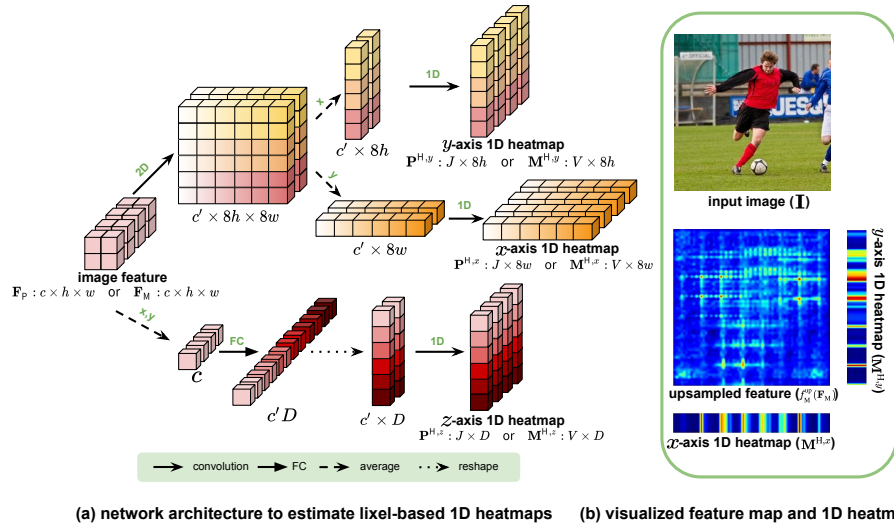 2D
x
1D
c′ × 8h
y-axis 1D heatmap
P^{H,y} : J × 8h or M^{H,y} : V × 8h
c′ × 8h × 8w
y
1D
c′ × 8w
x-axis 1D heatmap
P^{H,x} : J × 8w or M^{H,x} : V × 8w
image feature
F_P : c × h × w or F_M : c × h × w
x,y
c
FC
c′D
c′ × D
1D
z-axis 1D heatmap
P^{H,z} : J × D or M^{H,z} : V × D
convolution FC average reshape
(a) network architecture to estimate lixel-based 1D heatmaps
input image (I)
y-axis 1D heatmap (M^{H,y})
upsampled feature (f_M^{up}(F_M))
x-axis 1D heatmap (M^{H,x})
(b) visualized feature map and 1D heatm